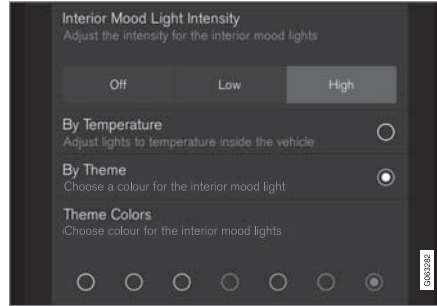 Interior Mood Light Intensity
Adjust the intensity for the interior mood lights
Off Low High
By Temperature
Adjust lights to temperature inside the vehicle
By Theme
Choose a colour for the interior mood light
Theme Colors
Choose colour for the interior mood lights
G063282